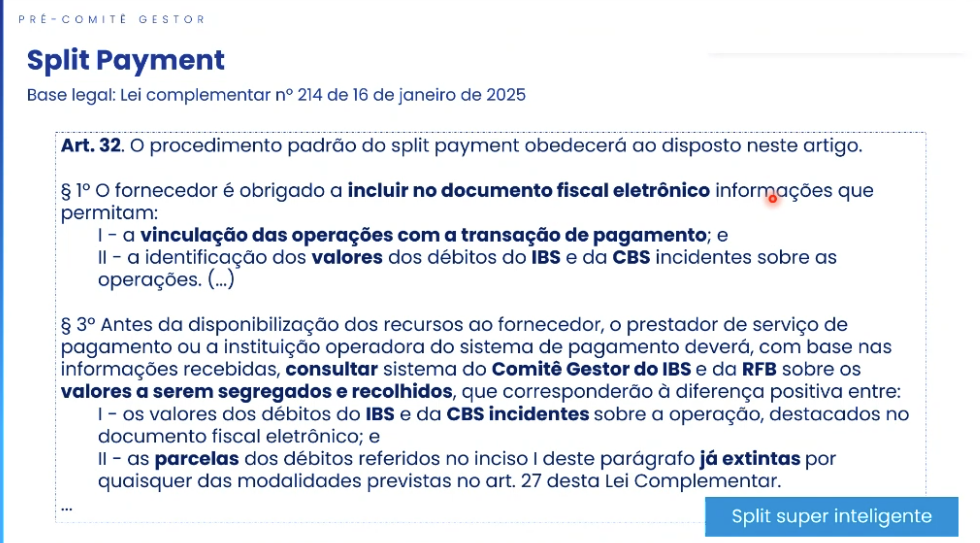 PRÉ-COMITÊ GESTOR
Split Payment
Base legal: Lei complementar nº 214 de 16 de janeiro de 2025
Art. 32. O procedimento padrão do split payment obedecerá ao disposto neste artigo.
§ 1º O fornecedor é obrigado a incluir no documento fiscal eletrônico informações que
permitam:
I - a vinculação das operações com a transação de pagamento; e
II - a identificação dos valores dos débitos do IBS e da CBS incidentes sobre as
operações. (...)
§ 3º Antes da disponibilização dos recursos ao fornecedor, o prestador de serviço de
pagamento ou a instituição operadora do sistema de pagamento deverá, com base nas
informações recebidas, consultar sistema do Comitê Gestor do IBS e da RFB sobre os
valores a serem segregados e recolhidos, que corresponderão à diferença positiva entre:
I - os valores dos débitos do IBS e da CBS incidentes sobre a operação, destacados no
documento fiscal eletrônico; e
II - as parcelas dos débitos referidos no inciso I deste parágrafo já extintas por
quaisquer das modalidades previstas no art. 27 desta Lei Complementar.
...
Split super inteligente